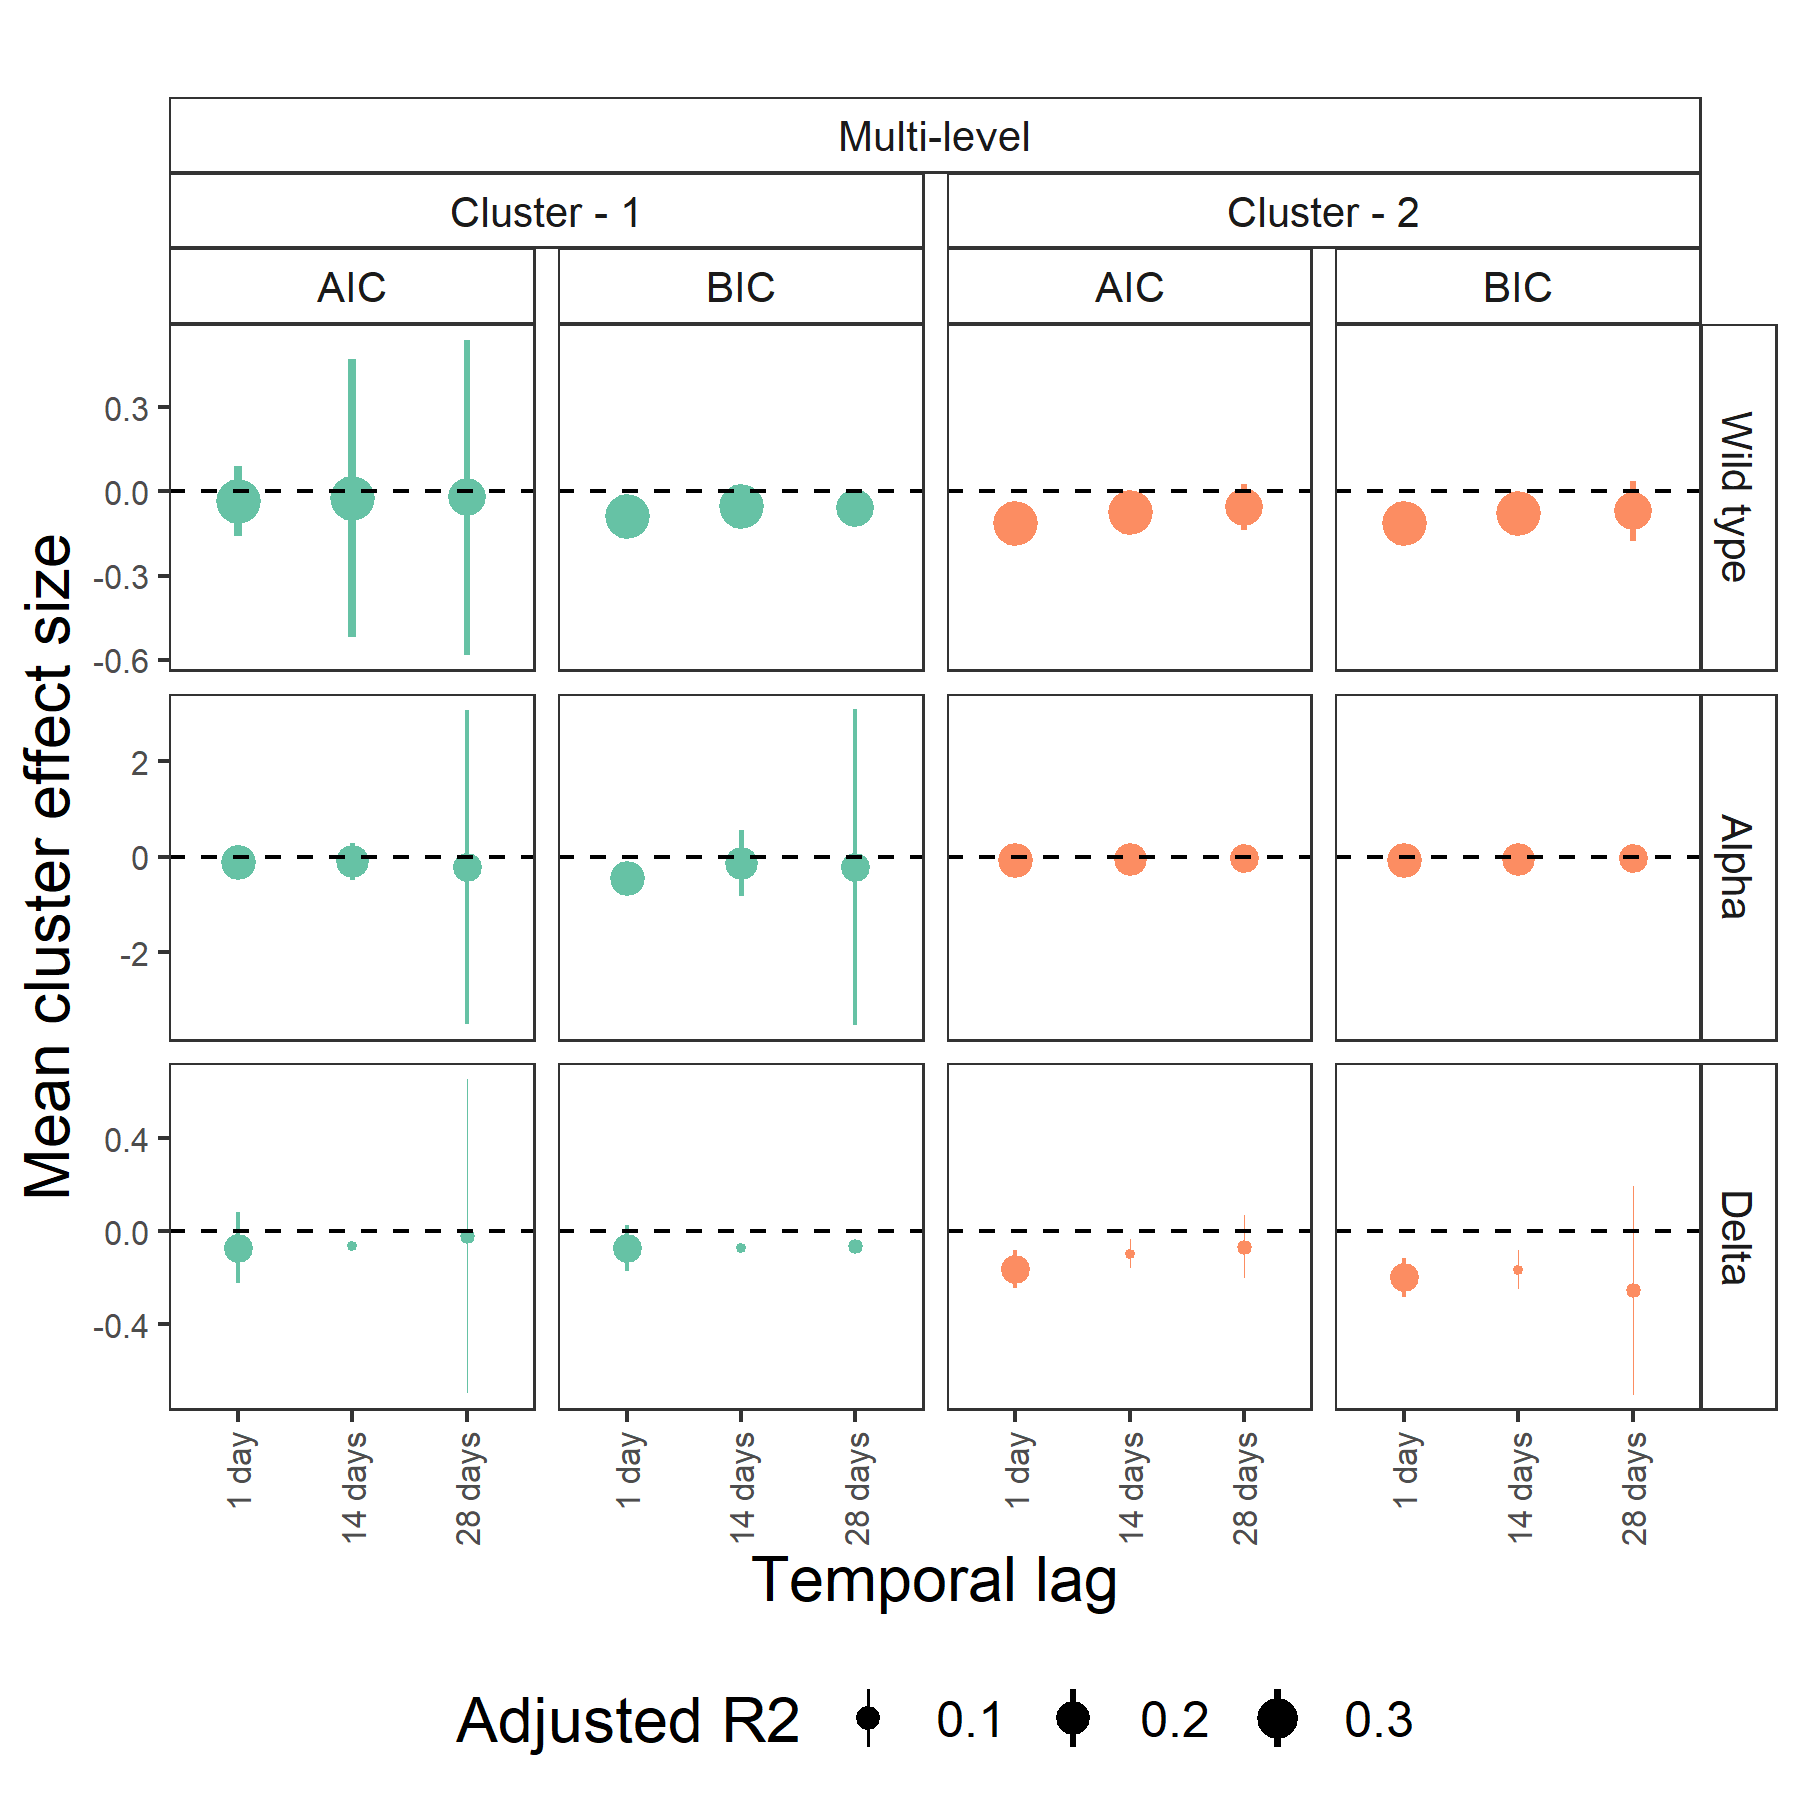 Multi-level
Cluster - 1
Cluster - 2
AIC
BIC
AIC
BIC
Mean cluster effect size
0.3
0.0
-0.3
-0.6
Wild type
2
0
-2
Alpha
0.4
0.0
-0.4
Delta
1 day
14 days
28 days
1 day
14 days
28 days
1 day
14 days
28 days
1 day
14 days
28 days
Temporal lag
Adjusted R2
0.1
0.2
0.3